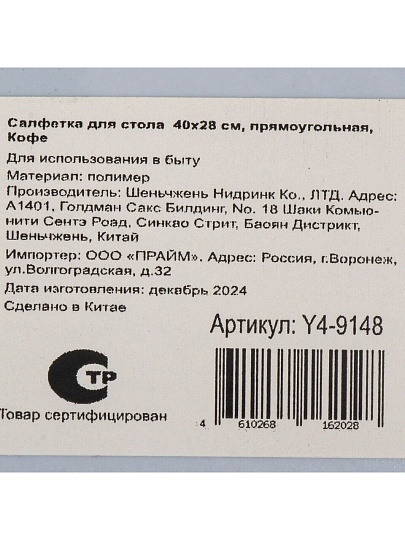 Салфетка для стола 40х28 см, прямоугольная,
Кофе
Для использования в быту
Материал: полимер
Производитель: Шеньчжень Нидринк Ко., ЛТД. Адрес:
А1401, Голдман Сакс Билдинг, No. 18 Шаки Комью-
нити Сентэ Роад, Синкао Стрит, Баоян Дистрикт,
Шеньчжень, Китай
Импортер: ООО «ПРАЙМ». Адрес: Россия, г.Воронеж,
ул.Волгоградская, д.32
Дата изготовления: декабрь 2024
Сделано в Китае
Артикул: Y4-9148
ТР
Товар сертифицирован
4 610268 162028